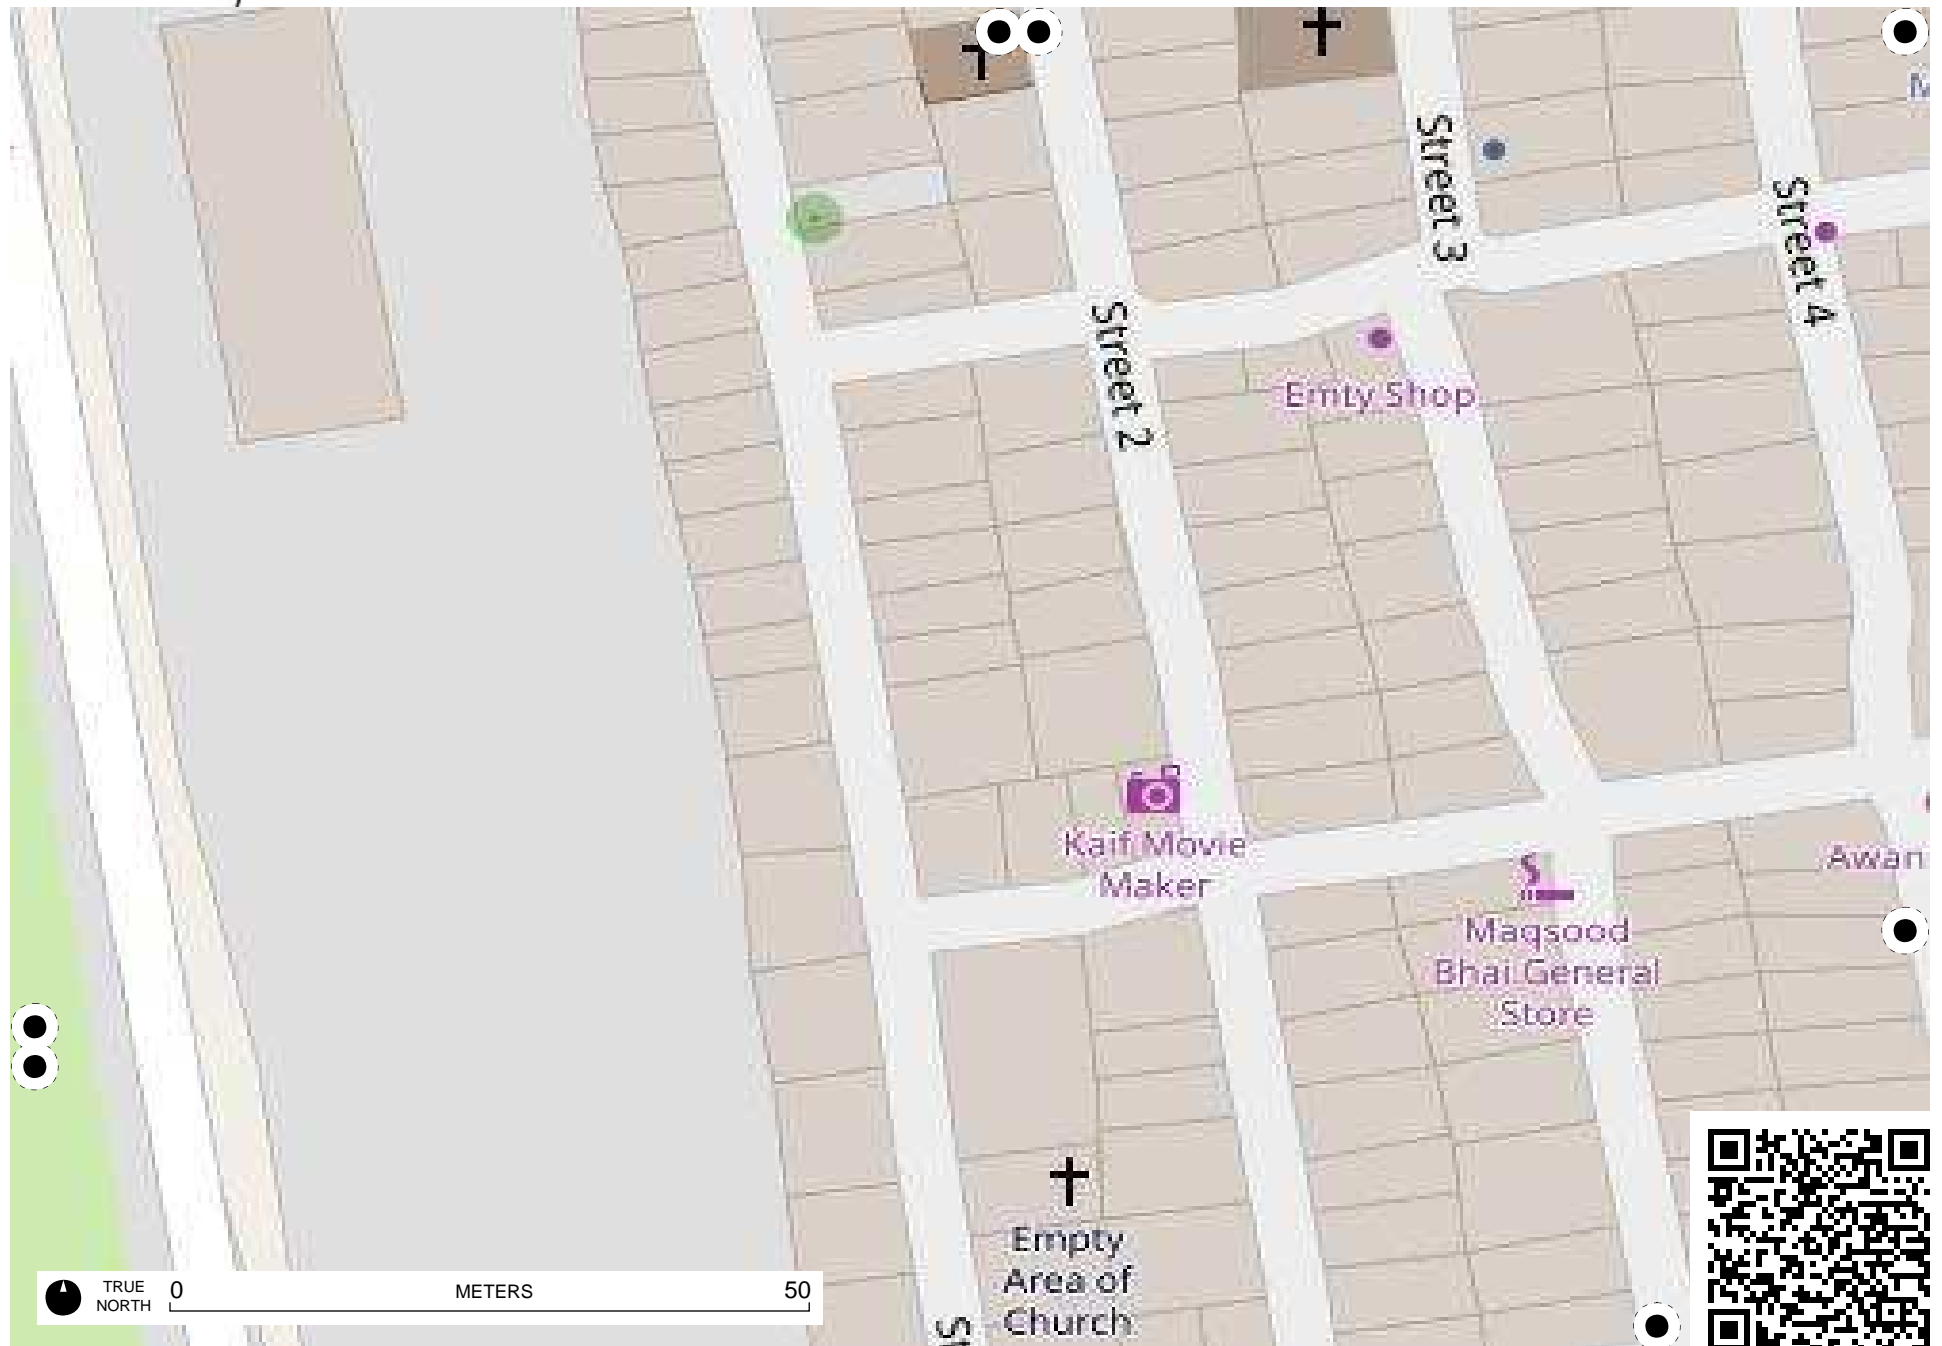 Street 3
Street 4
Street 2
Emty Shop
Kaif Movie
Maker
Awan
Maqsood
Bhai General
Store
Empty
Area of
Church
St
TRUE
NORTH
0
METERS
50